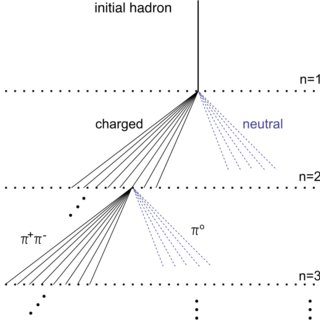 initial hadron
n=1
charged
neutral
n=2
π⁺π⁻
π⁰
n=3